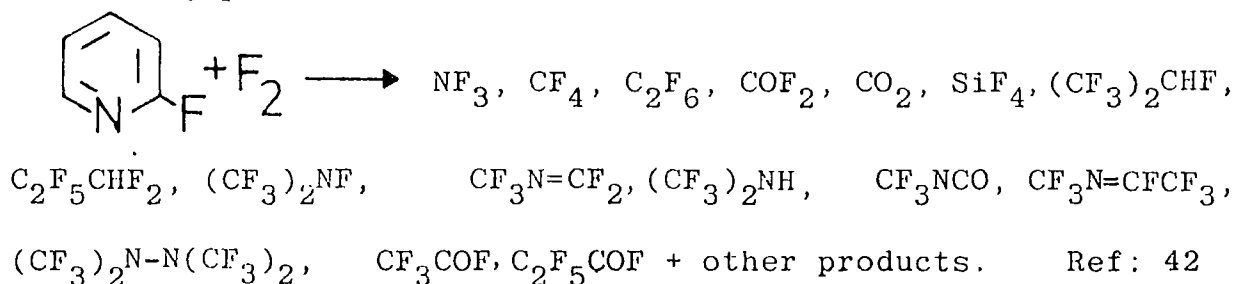 N F + F₂ ⟶ NF₃, CF₄, C₂F₆, COF₂, CO₂, SiF₄, (CF₃)₂CHF,
C₂F₅CHF₂, (CF₃)₂NF, CF₃N=CF₂, (CF₃)₂NH, CF₃NCO, CF₃N=CFCF₃,
(CF₃)₂N-N(CF₃)₂, CF₃COF, C₂F₅COF + other products. Ref: 42